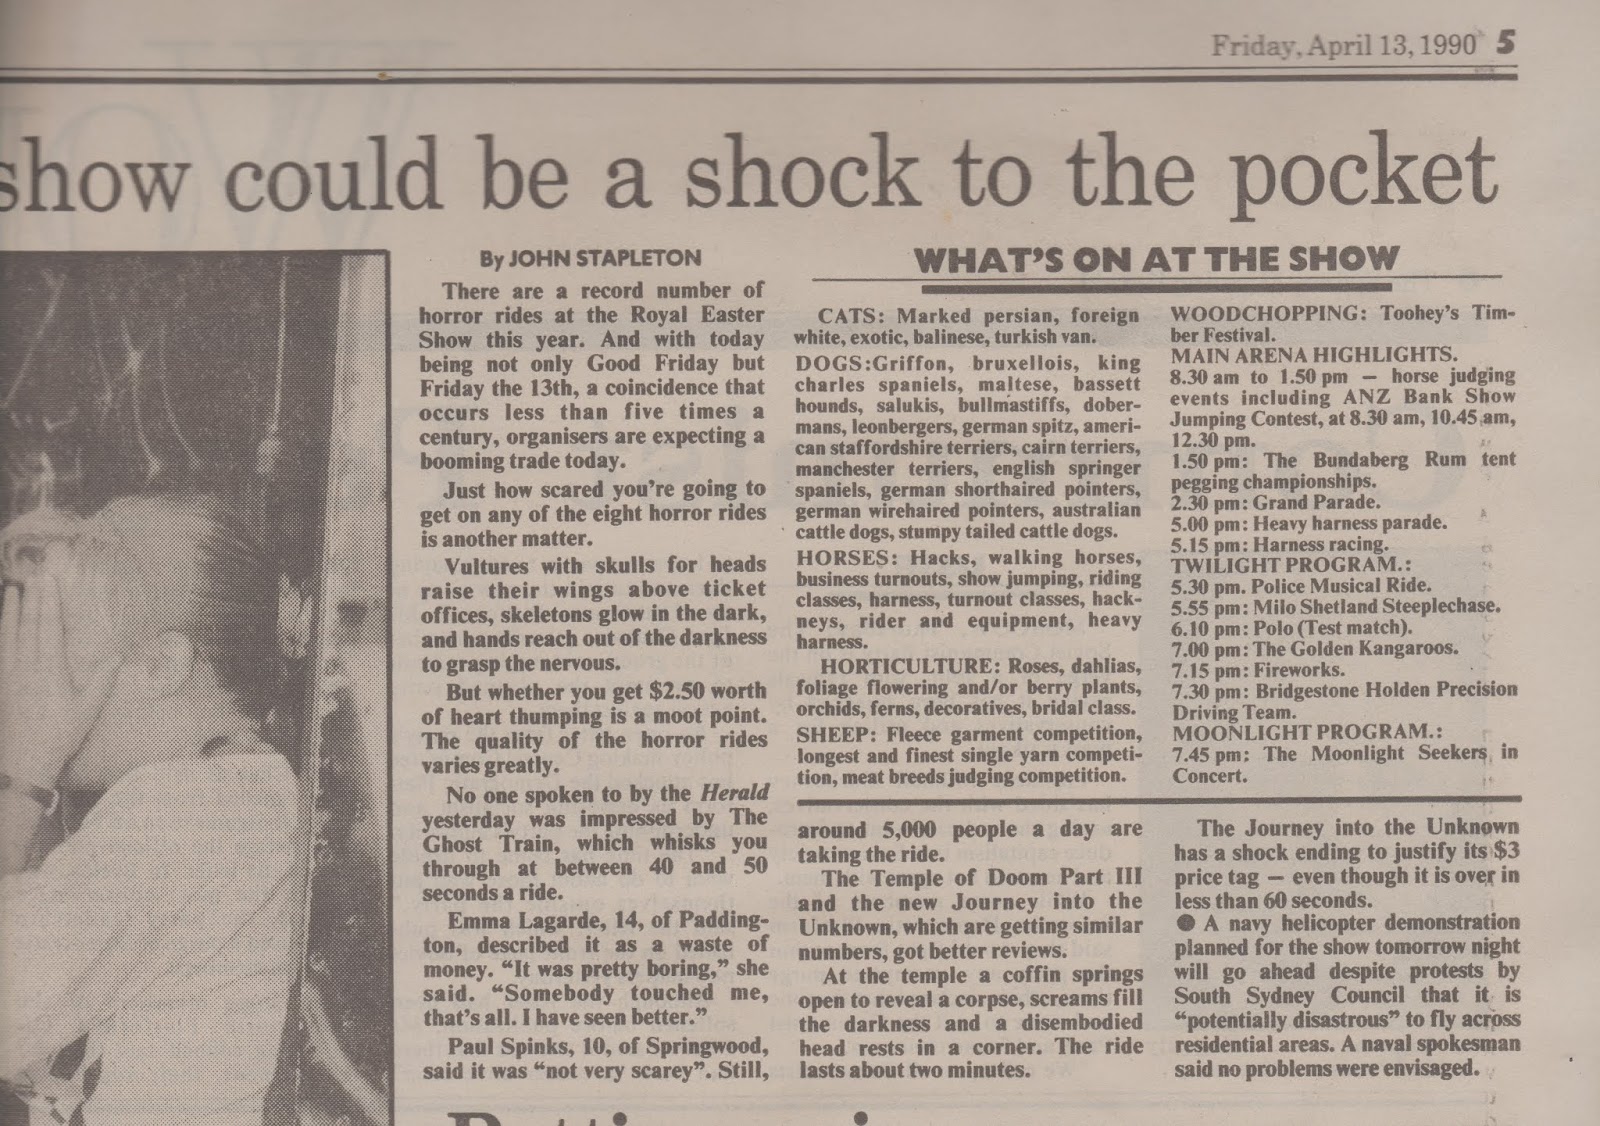 Friday, April 13, 1990 5
show could be a shock to the pocket
By JOHN STAPLETON
There are a record number of
horror rides at the Royal Easter
Show this year. And with today
being not only Good Friday but
Friday the 13th, a coincidence that
occurs less than five times a
century, organisers are expecting a
booming trade today.
Just how scared you're going to
get on any of the eight horror rides
is another matter.
Vultures with skulls for heads
raise their wings above ticket
offices, skeletons glow in the dark,
and hands reach out of the darkness
to grasp the nervous.
But whether you get $2.50 worth
of heart thumping is a moot point.
The quality of the horror rides
varies greatly.
No one spoken to by the Herald
yesterday was impressed by The
Ghost Train, which whisks you
through at between 40 and 50
seconds a ride.
Emma Lagarde, 14, of Padding-
ton, described it as a waste of
money. “It was pretty boring,” she
said. “Somebody touched me,
that's all. I have seen better.”
Paul Spinks, 10, of Springwood,
said it was “not very scarey”. Still,
WHAT'S ON AT THE SHOW
CATS: Marked persian, foreign
white, exotic, balinese, turkish van.
DOGS:Griffon, bruxellois, king
charles spaniels, maltese, bassett
hounds, salukis, bullmastiffs, dober-
mans, leonbergers, german spitz, ameri-
can staffordshire terriers, cairn terriers,
manchester terriers, english springer
spaniels, german shorthaired pointers,
german wirehaired pointers, australian
cattle dogs, stumpy tailed cattle dogs.
HORSES: Hacks, walking horses,
business turnouts, show jumping, riding
classes, harness, turnout classes, hack-
neys, rider and equipment, heavy
harness.
HORTICULTURE: Roses, dahlias,
foliage flowering and/or berry plants,
orchids, ferns, decoratives, bridal class.
SHEEP: Fleece garment competition,
longest and finest single yarn competi-
tion, meat breeds judging competition.
WOODCHOPPING: Toohey's Tim-
ber Festival.
MAIN ARENA HIGHLIGHTS.
8.30 am to 1.50 pm — horse judging
events including ANZ Bank Show
Jumping Contest, at 8.30 am, 10.45 am,
12.30 pm.
1.50 pm: The Bundaberg Rum tent
pegging championships.
2.30 pm: Grand Parade.
5.00 pm: Heavy harness parade.
5.15 pm: Harness racing.
TWILIGHT PROGRAM.:
5.30 pm. Police Musical Ride.
5.55 pm: Milo Shetland Steeplechase.
6.10 pm: Polo (Test match).
7.00 pm: The Golden Kangaroos.
7.15 pm: Fireworks.
7.30 pm: Bridgestone Holden Precision
Driving Team.
MOONLIGHT PROGRAM.:
7.45 pm: The Moonlight Seekers in
Concert.
around 5,000 people a day are
taking the ride.
The Temple of Doom Part III
and the new Journey into the
Unknown, which are getting similar
numbers, got better reviews.
At the temple a coffin springs
open to reveal a corpse, screams fill
the darkness and a disembodied
head rests in a corner. The ride
lasts about two minutes.
The Journey into the Unknown
has a shock ending to justify its $3
price tag — even though it is over in
less than 60 seconds.
● A navy helicopter demonstration
planned for the show tomorrow night
will go ahead despite protests by
South Sydney Council that it is
“potentially disastrous” to fly across
residential areas. A naval spokesman
said no problems were envisaged.